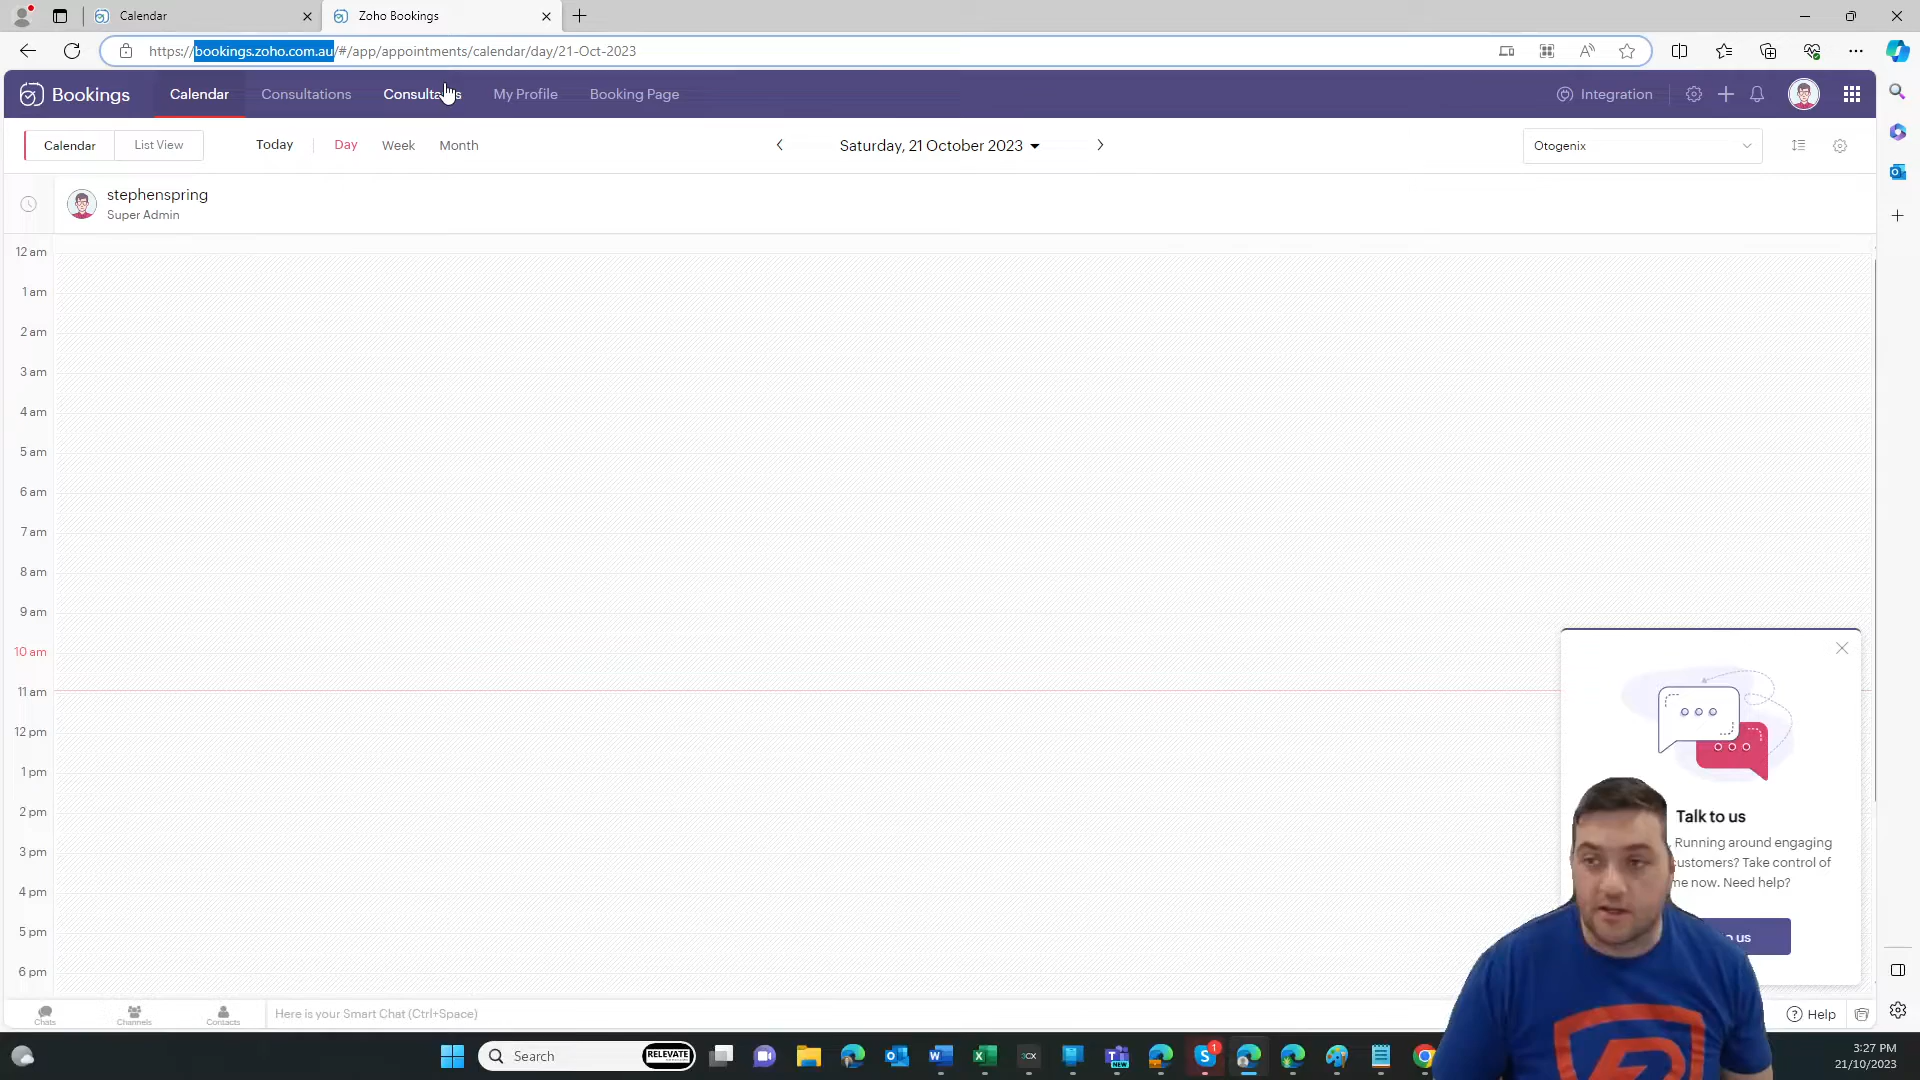 Calendar
Zoho Bookings
https://bookings.zoho.com.au/#/app/appointments/calendar/day/21-Oct-2023
Bookings
Calendar
Consultations
My Profile
Booking Page
Integration
Calendar
List View
Today
Day
Week
Month
Saturday, 21 October 2023
Otogenix
stephenspring
Super Admin
12 am
1 am
2 am
3 am
4 am
5 am
6 am
7 am
8 am
9 am
10 am
11 am
12 pm
1 pm
2 pm
3 pm
4 pm
5 pm
6 pm
Talk to us
Running around engaging
customers? Take control of
me now. Need help?
us
Chats
Channels
Contacts
Here is your Smart Chat (Ctrl+Space)
Help
Search
RELEVATE
3CX
NEW
1
3:27 PM
21/10/2023